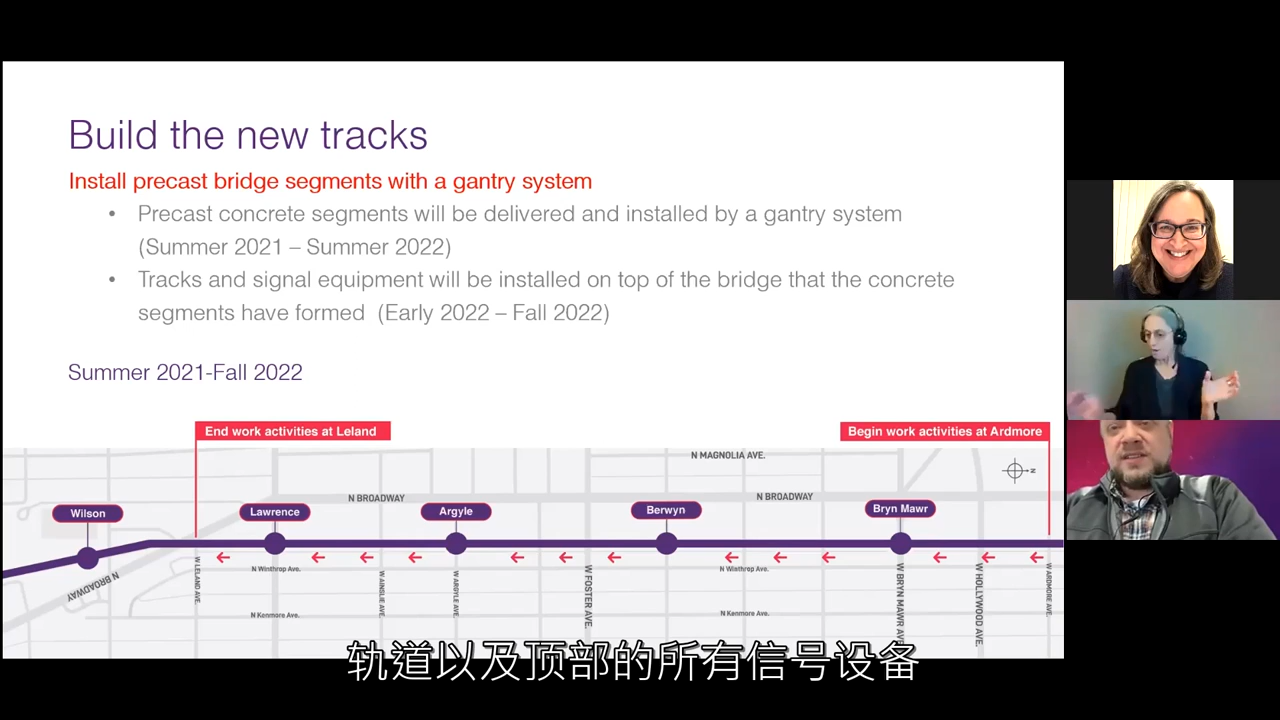 Build the new tracks
Install precast bridge segments with a gantry system
• Precast concrete segments will be delivered and installed by a gantry system
(Summer 2021 – Summer 2022)
• Tracks and signal equipment will be installed on top of the bridge that the concrete
segments have formed (Early 2022 – Fall 2022)
Summer 2021-Fall 2022
End work activities at Leland
Begin work activities at Ardmore
N MAGNOLIA AVE.
N
N BROADWAY
N BROADWAY
Wilson
Lawrence
Argyle
Berwyn
Bryn Mawr
N BROADWAY
W LELAND AVE.
N Winthrop Ave.
W AINSLIE AVE.
W ARGYLE AVE.
W FOSTER AVE.
N Winthrop Ave.
W BRYN MAWR AVE.
W HOLLYWOOD AVE.
W ARDMORE AVE.
N Kenmore Ave.
N Kenmore Ave.
轨道以及顶部的所有信号设备